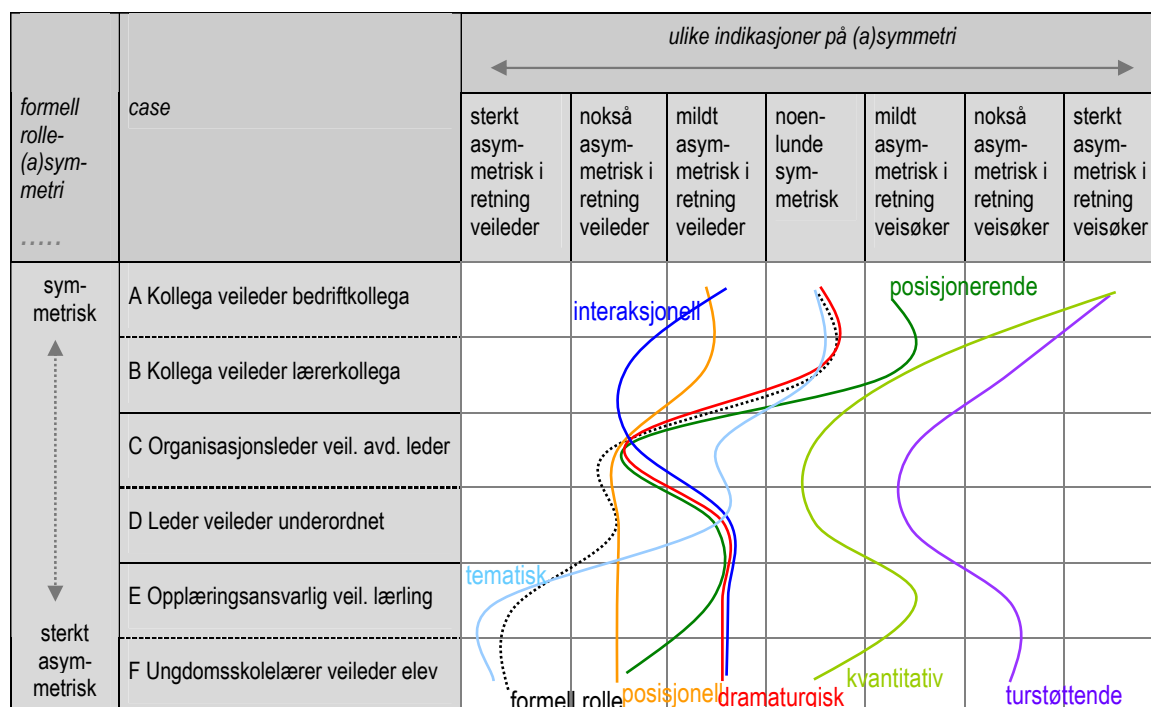 ulike indikasjoner på (a)symmetri
formell
rolle-
(a)sym-
metri
.....
case
sterkt
asym-
metrisk i
retning
veileder
nokså
asym-
metrisk i
retning
veileder
mildt
asym-
metrisk i
retning
veileder
noen-
lunde
sym-
metrisk
mildt
asym-
metrisk i
retning
veisøker
nokså
asym-
metrisk i
retning
veisøker
sterkt
asym-
metrisk i
retning
veisøker
sym-
metrisk
A Kollega veileder bedriftkollega
interaksjonell
posisjonerende
B Kollega veileder lærerkollega
C Organisasjonsleder veil. avd. leder
D Leder veileder underordnet
tematisk
E Opplæringsansvarlig veil. lærling
sterkt
asym-
metrisk
F Ungdomsskolelærer veileder elev
formell rolle
posisjonell
dramaturgisk
kvantitativ
turstøttende